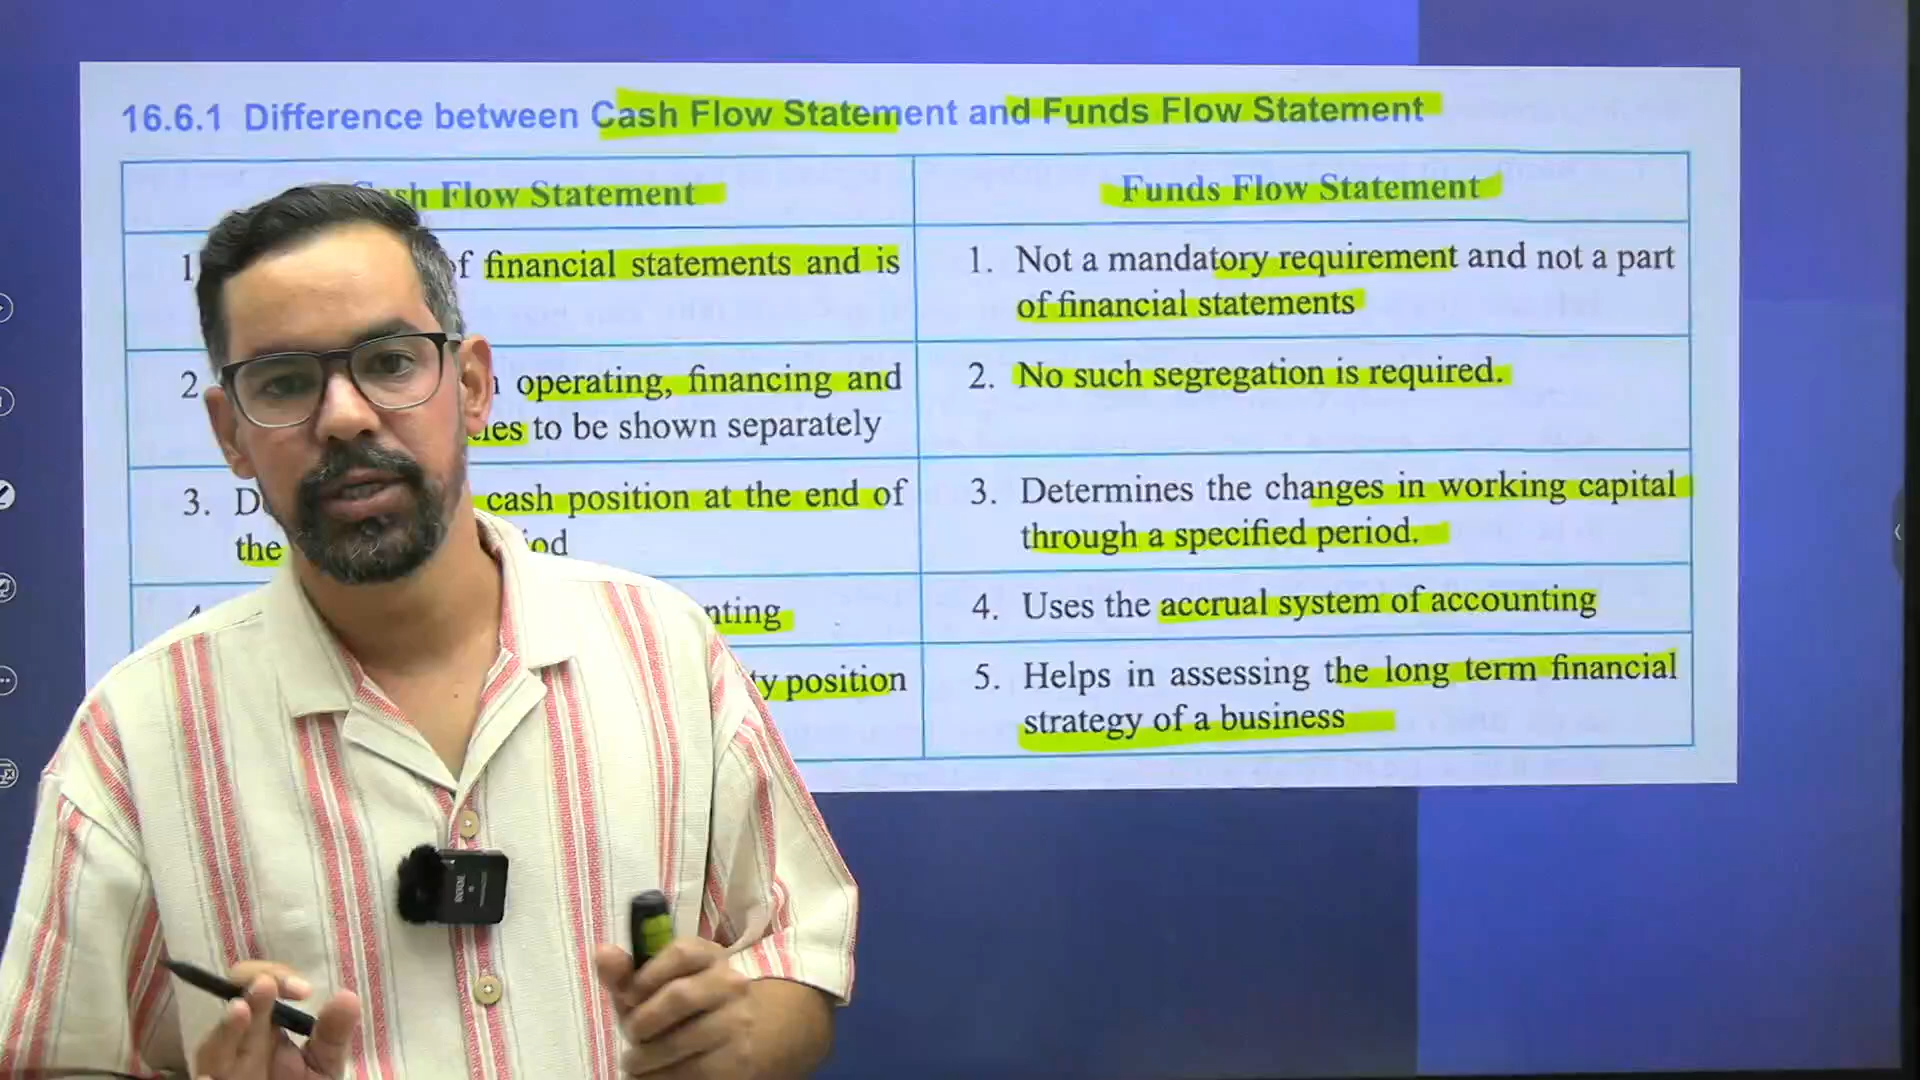 16.6.1 Difference between Cash Flow Statement and Funds Flow Statement
Cash Flow Statement
Funds Flow Statement
of financial statements and is
operating, financing and
to be shown separately
3. cash position at the end of
the
position
1. Not a mandatory requirement and not a part
of financial statements
2. No such segregation is required.
3. Determines the changes in working capital
through a specified period.
4. Uses the accrual system of accounting
5. Helps in assessing the long term financial
strategy of a business